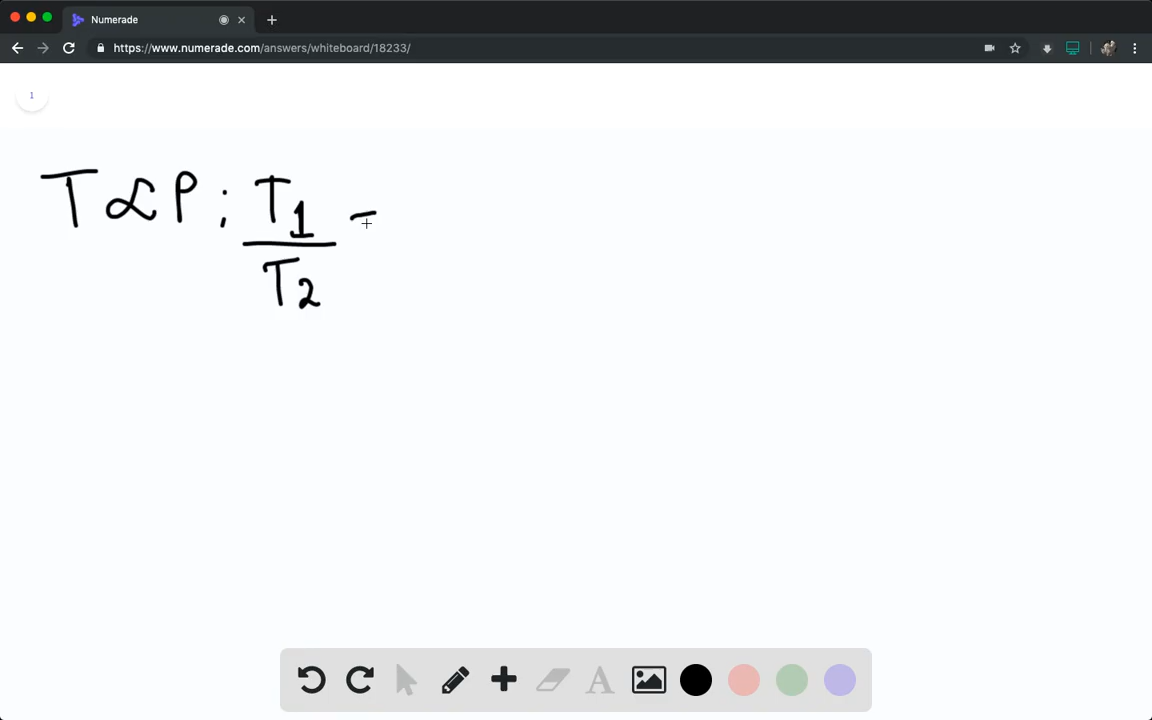 Numerade
https://www.numerade.com/answers/whiteboard/18233/
1
T ∝ P ; T1
T2
-
A